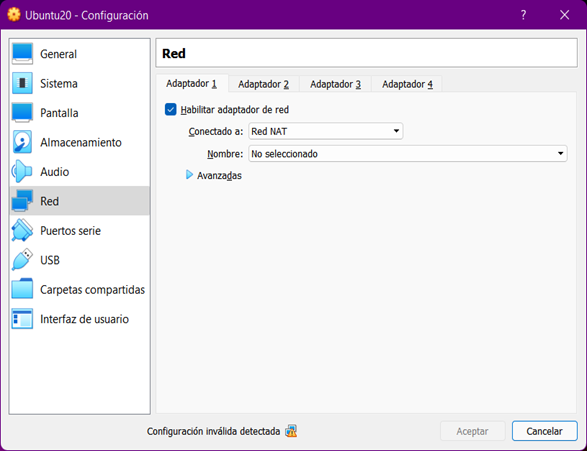 Ubuntu20 - Configuración
?
General
Sistema
Pantalla
Almacenamiento
Audio
Red
Puertos serie
USB
Carpetas compartidas
Interfaz de usuario
Red
Adaptador 1 Adaptador 2 Adaptador 3 Adaptador 4
Habilitar adaptador de red
Conectado a: Red NAT
Nombre: No seleccionado
Avanzadas
Configuración inválida detectada
Aceptar Cancelar